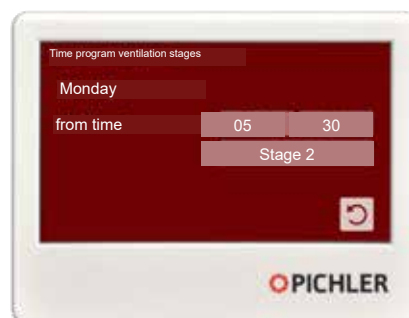 Time program ventilation stages
Monday
from time 05 30
Stage 2
PICHLER